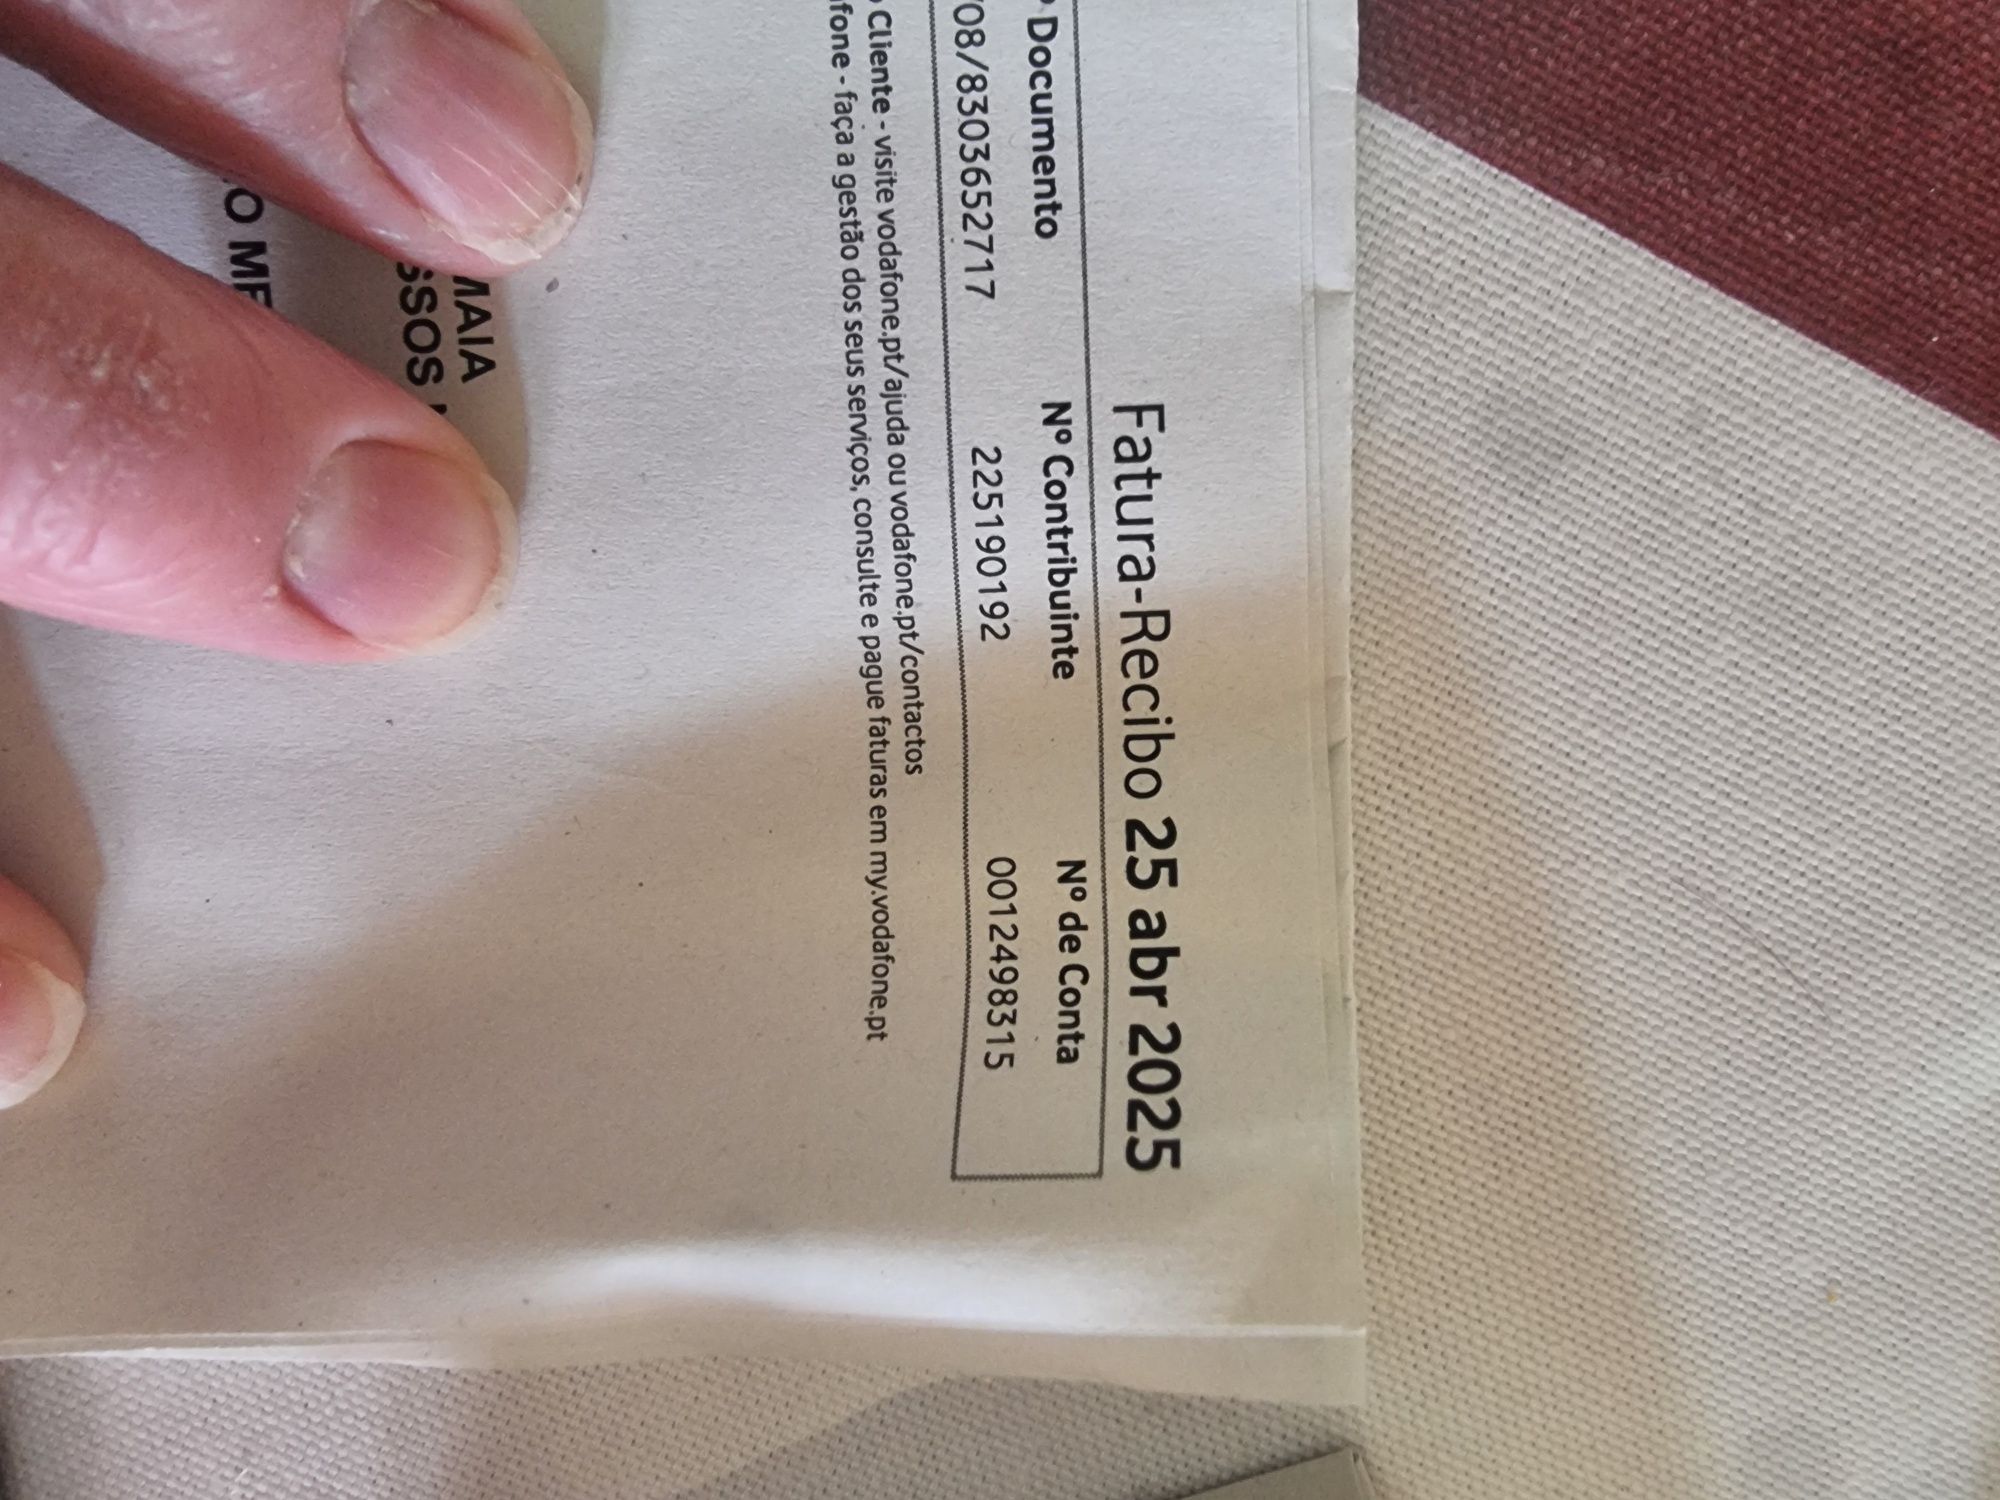 Fatura-Recibo 25 abr 2025
Documento Nº Contribuinte Nº de Conta
08/8303652717 225190192 0012498315
Cliente - visite vodafone.pt/ajuda ou vodafone.pt/contactos
fone - faça a gestão dos seus serviços, consulte e pague faturas em my.vodafone.pt
MAIA
SSOS
O ME